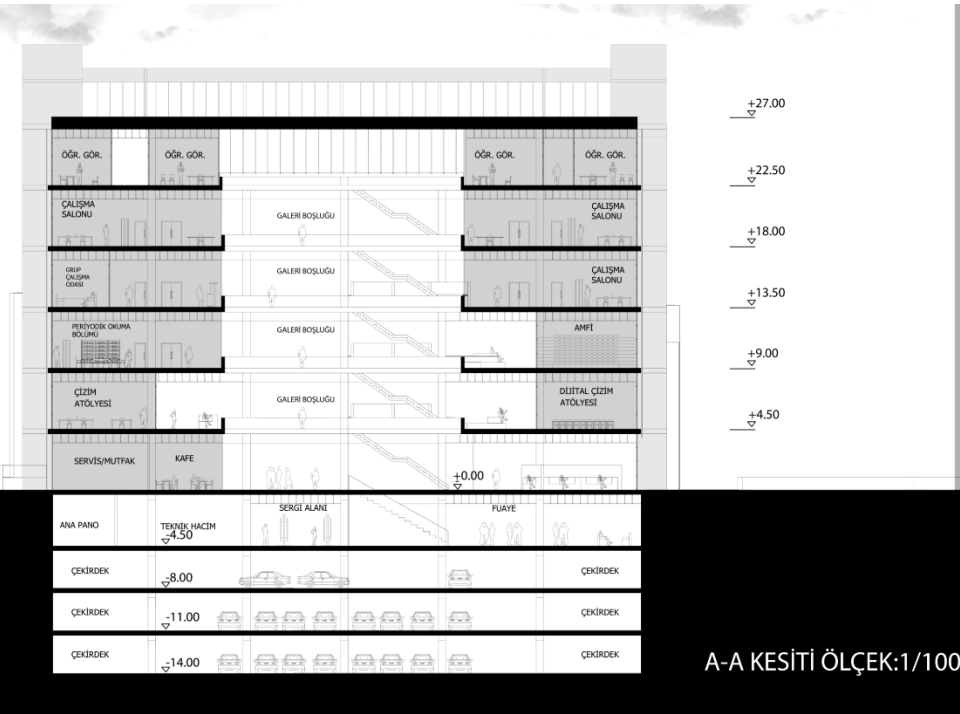 +27.00
ÖĞR. GÖR.
ÖĞR. GÖR.
ÖĞR. GÖR.
ÖĞR. GÖR.
+22.50
ÇALIŞMA
SALONU
GALERİ BOŞLUĞU
ÇALIŞMA
SALONU
+18.00
GRUP
ÇALIŞMA
ODASI
GALERİ BOŞLUĞU
ÇALIŞMA
SALONU
+13.50
PERİYODİK OKUMA
BÖLÜMÜ
GALERİ BOŞLUĞU
AMFİ
+9.00
ÇİZİM
ATÖLYESİ
GALERİ BOŞLUĞU
DİJİTAL ÇİZİM
ATÖLYESİ
+4.50
SERVİS/MUTFAK
KAFE
+0.00
ANA PANO
TEKNİK HACİM
-4.50
SERGİ ALANI
FUAYE
ÇEKİRDEK
-8.00
ÇEKİRDEK
ÇEKİRDEK
-11.00
ÇEKİRDEK
ÇEKİRDEK
-14.00
ÇEKİRDEK
A-A KESİTİ ÖLÇEK:1/100